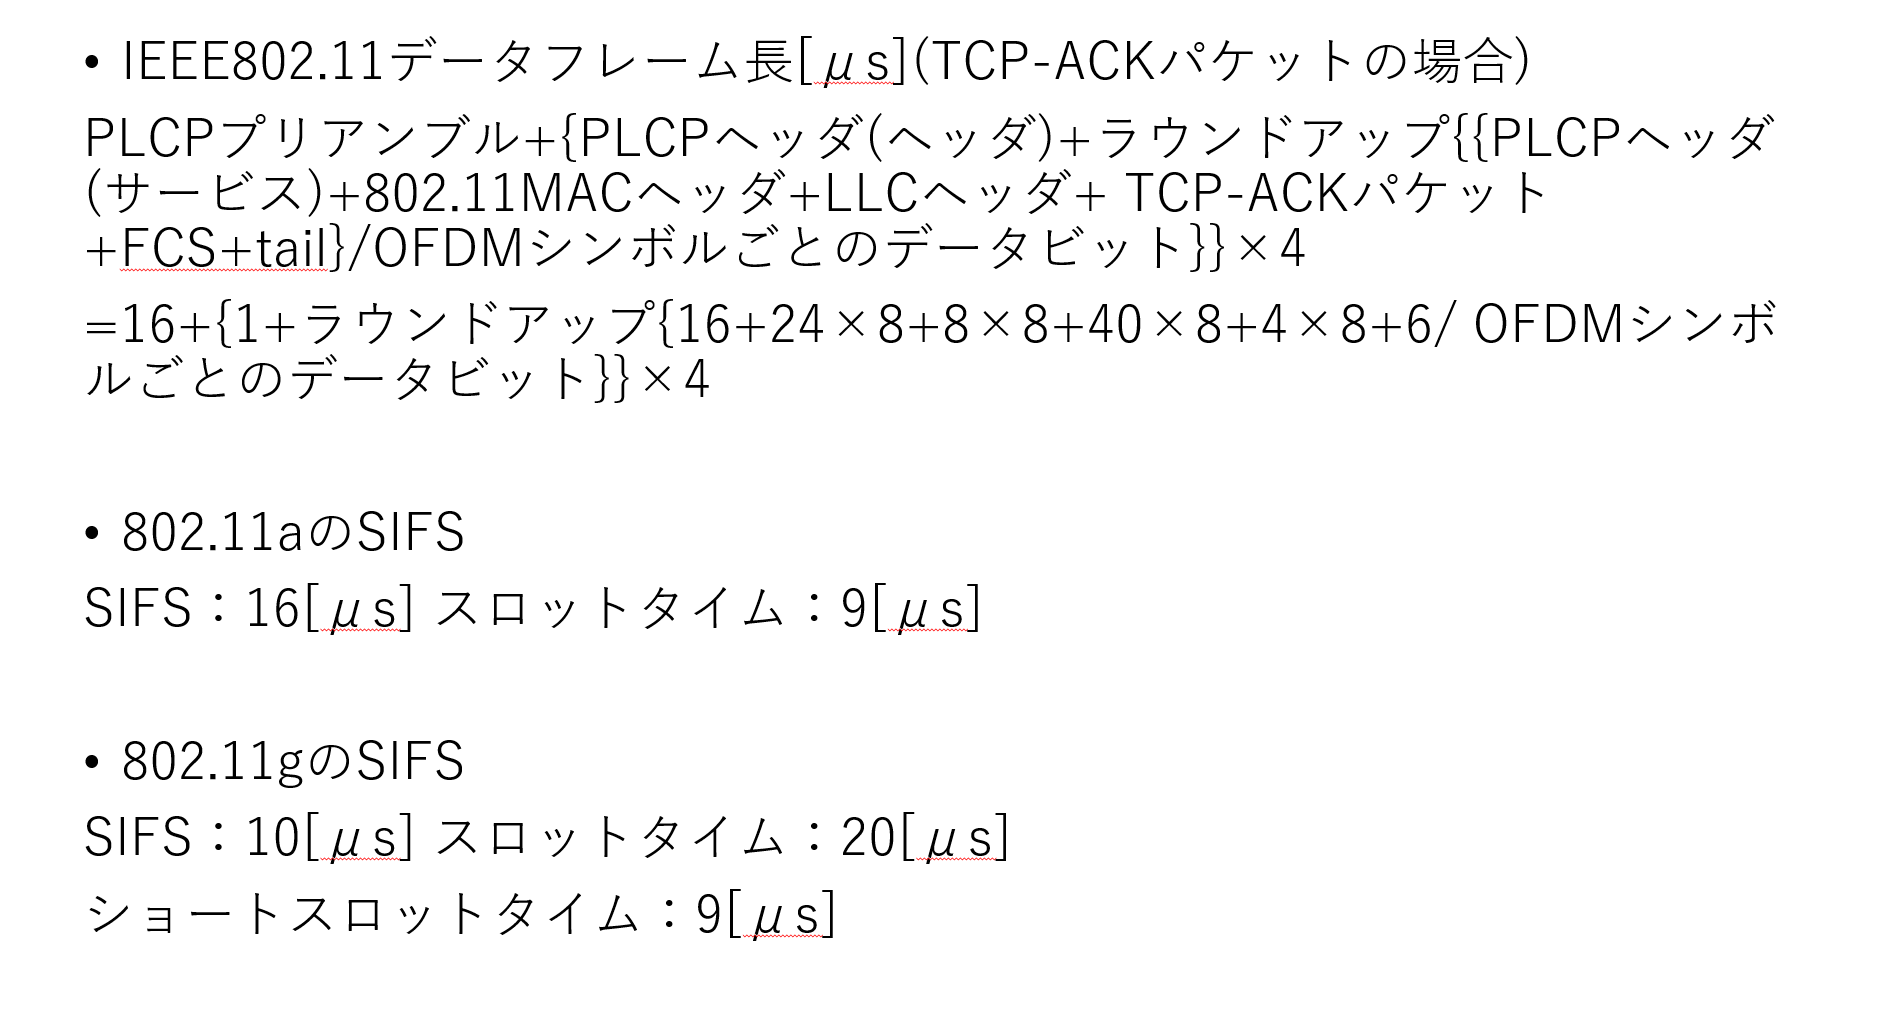 • IEEE802.11データフレーム長[μs](TCP-ACKパケットの場合)
PLCPプリアンブル+{PLCPヘッダ(ヘッダ)+ラウンドアップ{{PLCPヘッダ
(サービス)+802.11MACヘッダ+LLCヘッダ+ TCP-ACKパケット
+FCS+tail}/OFDMシンボルごとのデータビット}}×4
=16+{1+ラウンドアップ{16+24×8+8×8+40×8+4×8+6/ OFDMシンボ
ルごとのデータビット}}×4
• 802.11aのSIFS
SIFS：16[μs] スロットタイム：9[μs]
• 802.11gのSIFS
SIFS：10[μs] スロットタイム：20[μs]
ショートスロットタイム：9[μs]